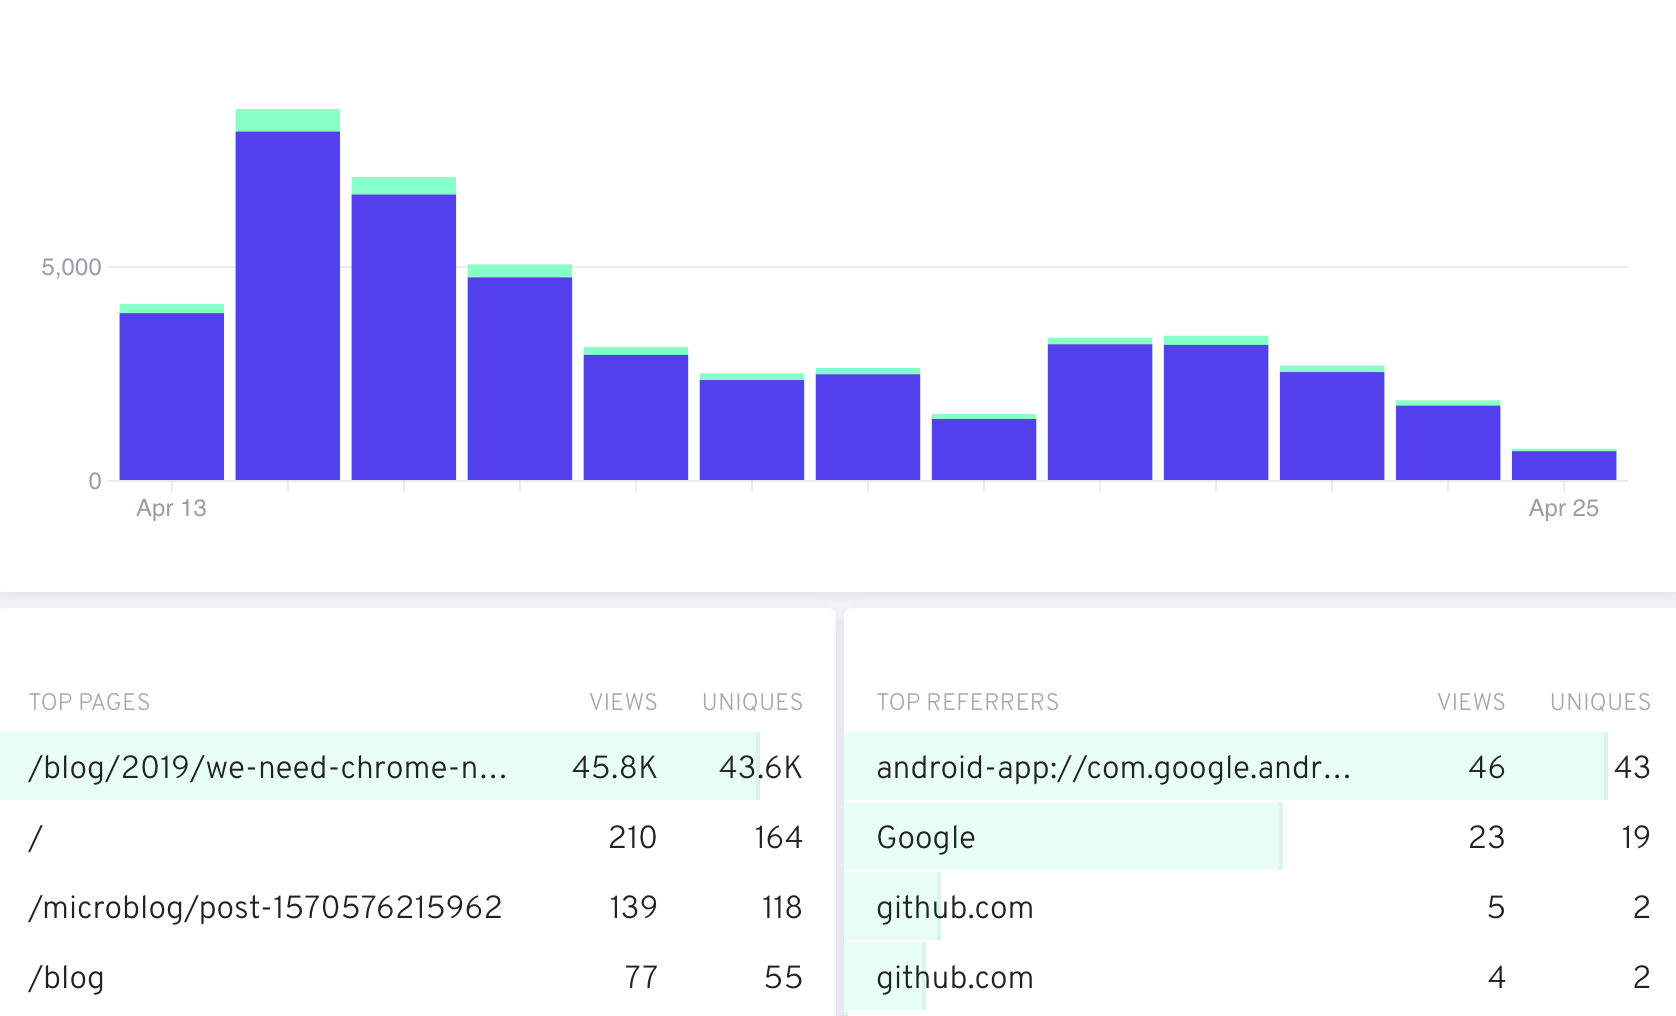 5,000
0
Apr 13
Apr 25
TOP PAGES VIEWS UNIQUES
/blog/2019/we-need-chrome-n... 45.8K 43.6K
/ 210 164
/microblog/post-1570576215962 139 118
/blog 77 55
TOP REFERRERS VIEWS UNIQUES
android-app://com.google.andr... 46 43
Google 23 19
github.com 5 2
github.com 4 2